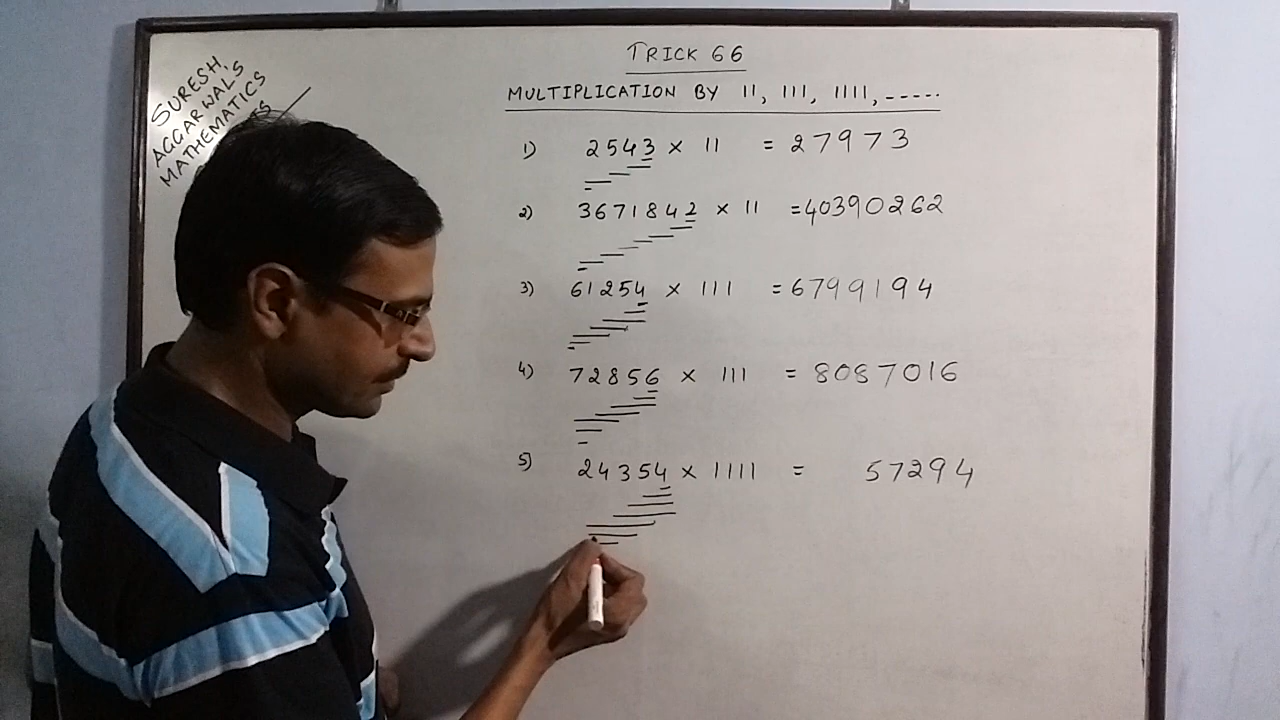 SURESH
AGGARWALS
MATHEMATICS
TRICK 66
MULTIPLICATION BY 11, 111, 1111, -----
1) 2543 × 11 = 27973
2) 3671842 × 11 = 40390262
3) 61254 × 111 = 6799194
4) 72856 × 111 = 8087016
5) 24354 × 1111 = 57294